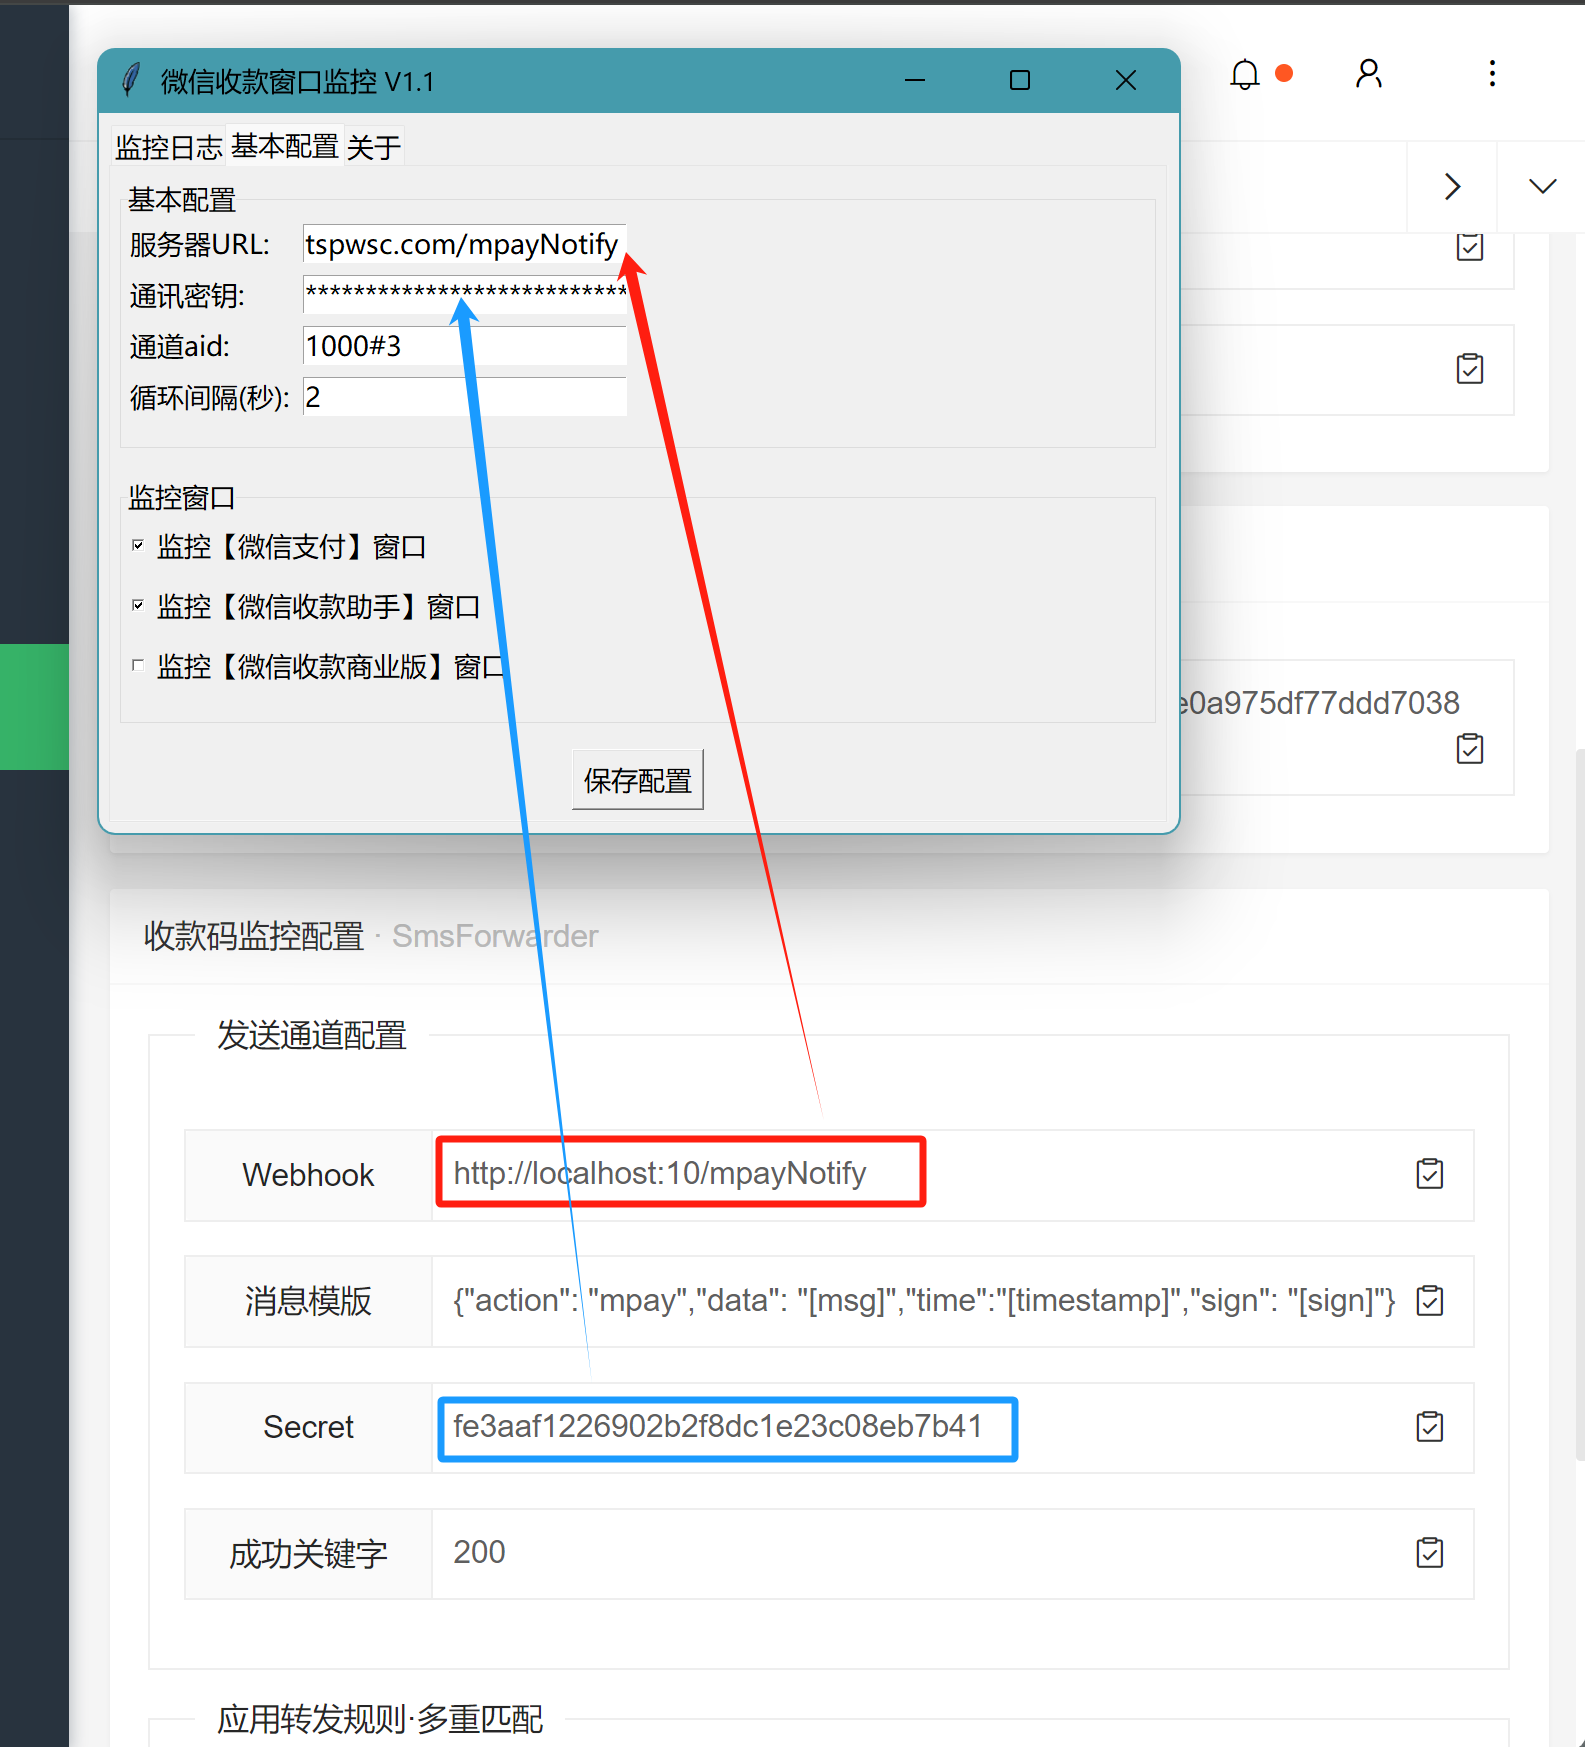 微信收款窗口监控 V1.1
监控日志 基本配置 关于
基本配置
服务器URL: tspwsc.com/mpayNotify
通讯密钥: ***************************
通道aid: 1000#3
循环间隔(秒): 2
监控窗口
监控【微信支付】窗口
监控【微信收款助手】窗口
监控【微信收款商业版】窗口
保存配置
e0a975df77ddd7038
收款码监控配置 · SmsForwarder
发送通道配置
Webhook http://localhost:10/mpayNotify
消息模版 {"action": "mpay","data": "[msg]","time":"[timestamp]","sign": "[sign]"}
Secret fe3aaf1226902b2f8dc1e23c08eb7b41
成功关键字 200
应用转发规则·多重匹配